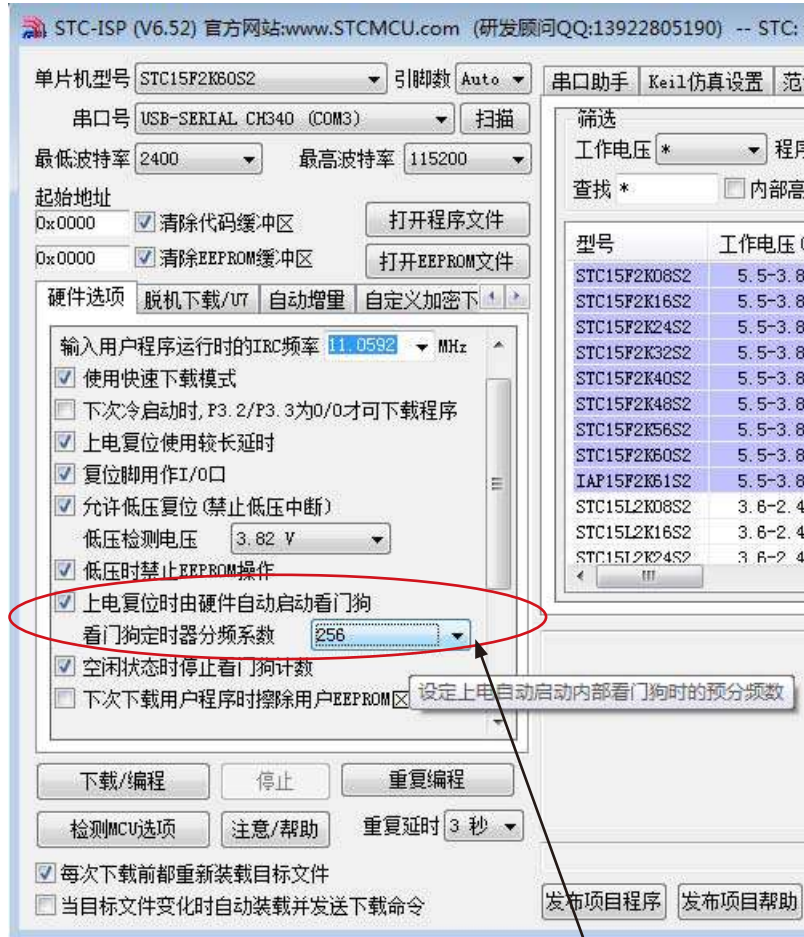 STC-ISP (V6.52) 官方网站:www.STCMCU.com (研发顾问QQ:13922805190) -- STC:
单片机型号 STC15F2K60S2 引脚数 Auto
串口号 USB-SERIAL CH340 (COM3) 扫描
最低波特率 2400 最高波特率 115200
起始地址
0x0000 清除代码缓冲区 打开程序文件
0x0000 清除EEPROM缓冲区 打开EEPROM文件
硬件选项 脱机下载/U7 自动增量 自定义加密下
输入用户程序运行时的IRC频率 11.0592 MHz
使用快速下载模式
下次冷启动时,P3.2/P3.3为0/0才可下载程序
上电复位使用较长延时
复位脚用作I/O口
允许低压复位(禁止低压中断)
低压检测电压 3.82 V
低压时禁止EEPROM操作
上电复位时由硬件自动启动看门狗
看门狗定时器分频系数 256
空闲状态时停止看门狗计数
下次下载用户程序时擦除用户EEPROM区
设定上电自动启动内部看门狗时的预分频数
下载/编程 停止 重复编程
检测MCU选项 注意/帮助 重复延时 3 秒
每次下载前都重新装载目标文件
当目标文件变化时自动装载并发送下载命令
串口助手 Keil仿真设置 范
筛选
工作电压 * 程序
查找 * 内部高
型号 工作电压(
STC15F2K08S2 5.5-3.8
STC15F2K16S2 5.5-3.8
STC15F2K24S2 5.5-3.8
STC15F2K32S2 5.5-3.8
STC15F2K40S2 5.5-3.8
STC15F2K48S2 5.5-3.8
STC15F2K56S2 5.5-3.8
STC15F2K60S2 5.5-3.8
IAP15F2K61S2 5.5-3.8
STC15L2K08S2 3.6-2.4
STC15L2K16S2 3.6-2.4
STC15L2K24S2 3.6-2.4
发布项目程序 发布项目帮助